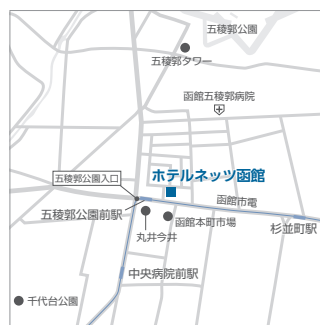 五稜郭公園
五稜郭タワー
函館五稜郭病院
ホテルネッツ函館
五稜郭公園入口
函館市電
五稜郭公園前駅
函館本町市場
杉並町駅
丸井今井
中央病院前駅
千代台公園